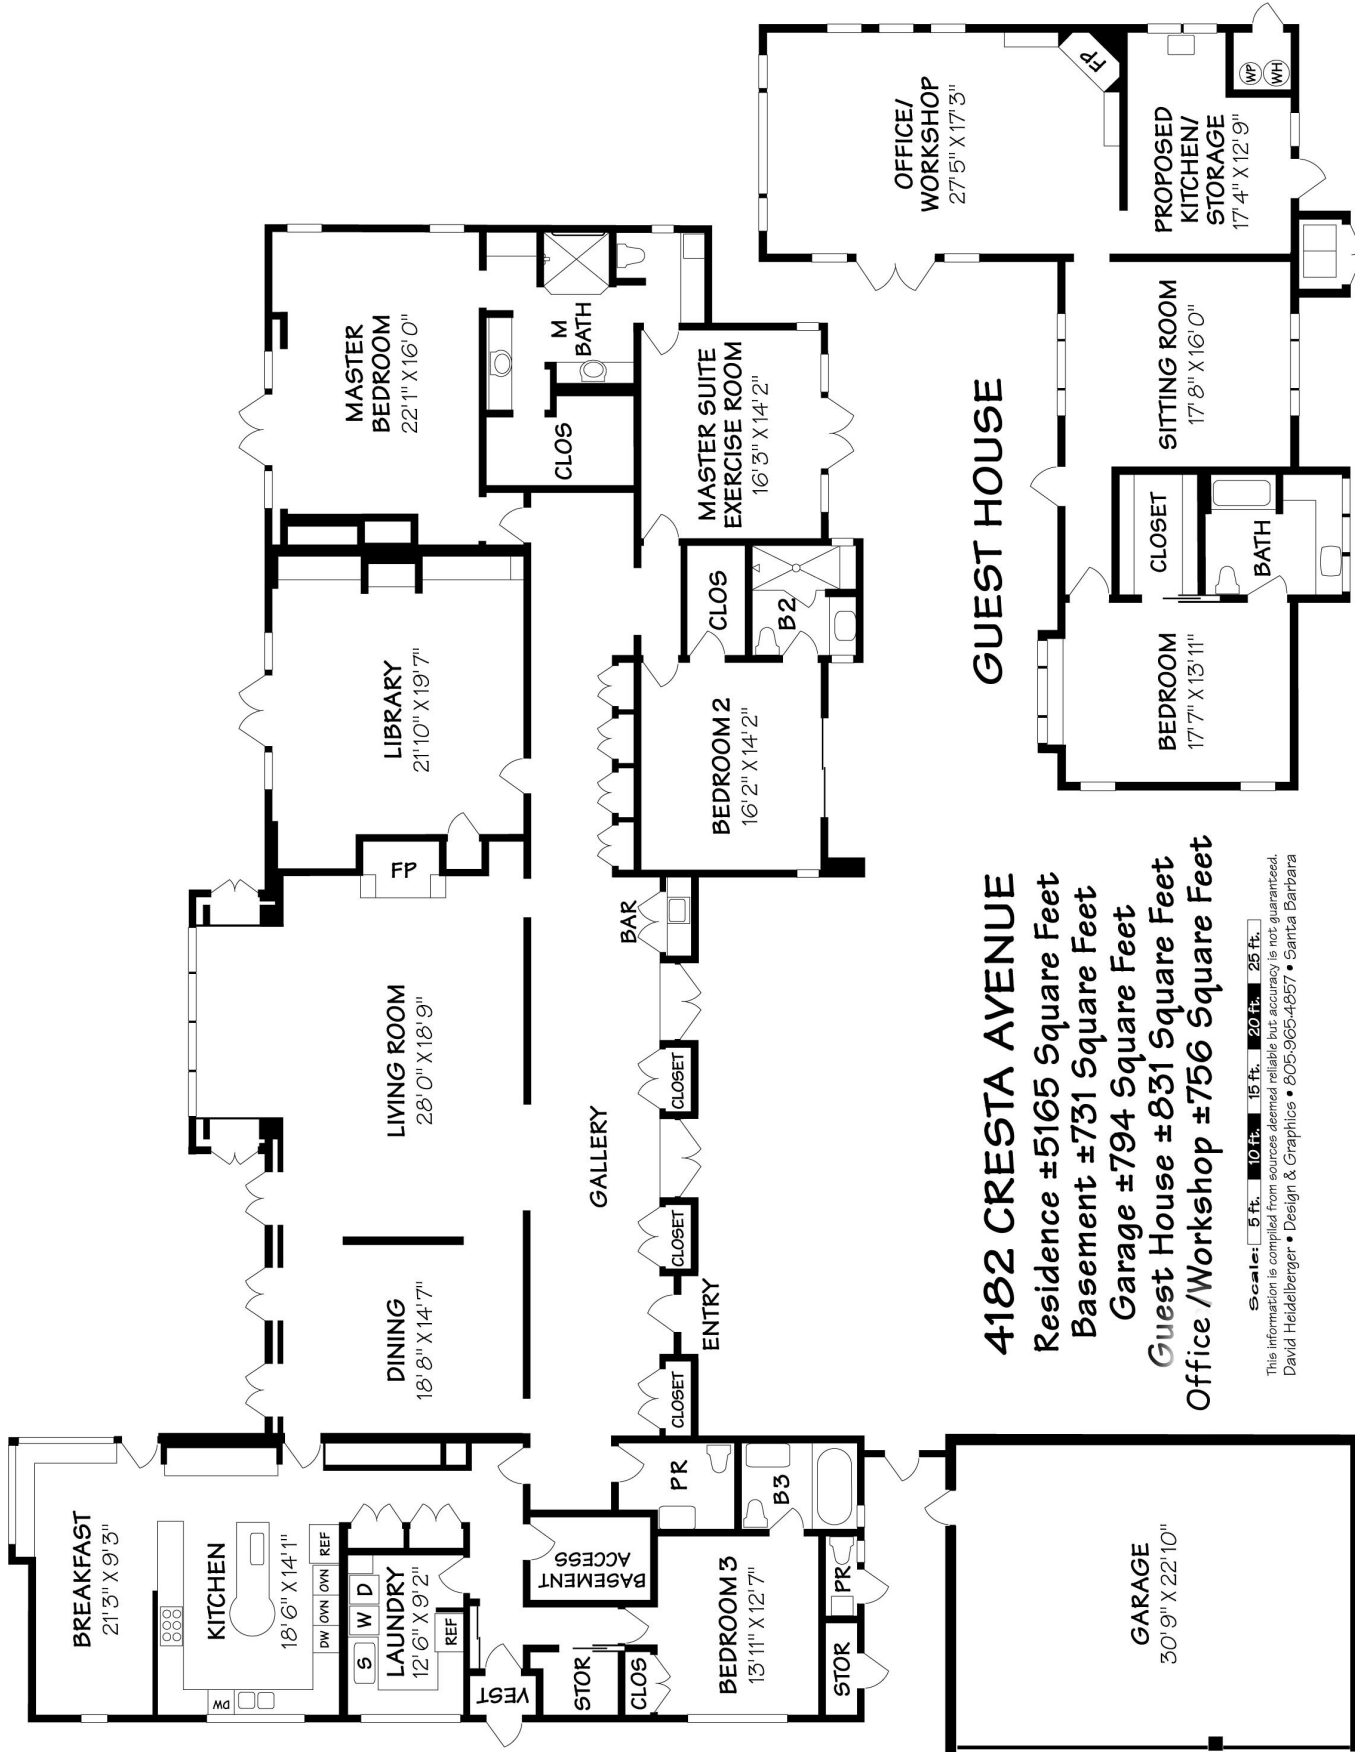 BREAKFAST
21'3" X 9'3"
KITCHEN
18'6" X 14'1"
DW
DW
OVN
OVN
REF
LAUNDRY
12'6" X 9'2"
S
W
D
REF
VEST
STOR
CLOS
BASEMENT
ACCESS
BEDROOM 3
13'11" X 12'7"
PR
B3
STOR
PR
GARAGE
30'9" X 22'10"
DINING
18'8" X 14'7"
LIVING ROOM
28'0" X 18'9"
FP
GALLERY
ENTRY
CLOSET
CLOSET
CLOSET
BAR
LIBRARY
21'10" X 19'7"
MASTER
BEDROOM
22'1" X 16'0"
M
BATH
CLOS
MASTER SUITE
EXERCISE ROOM
16'3" X 14'2"
CLOS
B2
BEDROOM 2
16'2" X 14'2"
GUEST HOUSE
OFFICE/
WORKSHOP
27'5" X 17'3"
FP
PROPOSED
KITCHEN/
STORAGE
17'4" X 12'9"
WP
WH
SITTING ROOM
17'8" X 16'0"
CLOSET
BATH
BEDROOM
17'7" X 13'11"
4182 CRESTA AVENUE
Residence ±5165 Square Feet
Basement ±731 Square Feet
Garage ±794 Square Feet
Guest House ±831 Square Feet
Office /Workshop ±756 Square Feet
Scale: 5 ft. 10 ft. 15 ft. 20 ft. 25 ft.
This information is compiled from sources deemed reliable but accuracy is not guaranteed.
David Heidelberger • Design & Graphics • 805-965-4857 • Santa Barbara